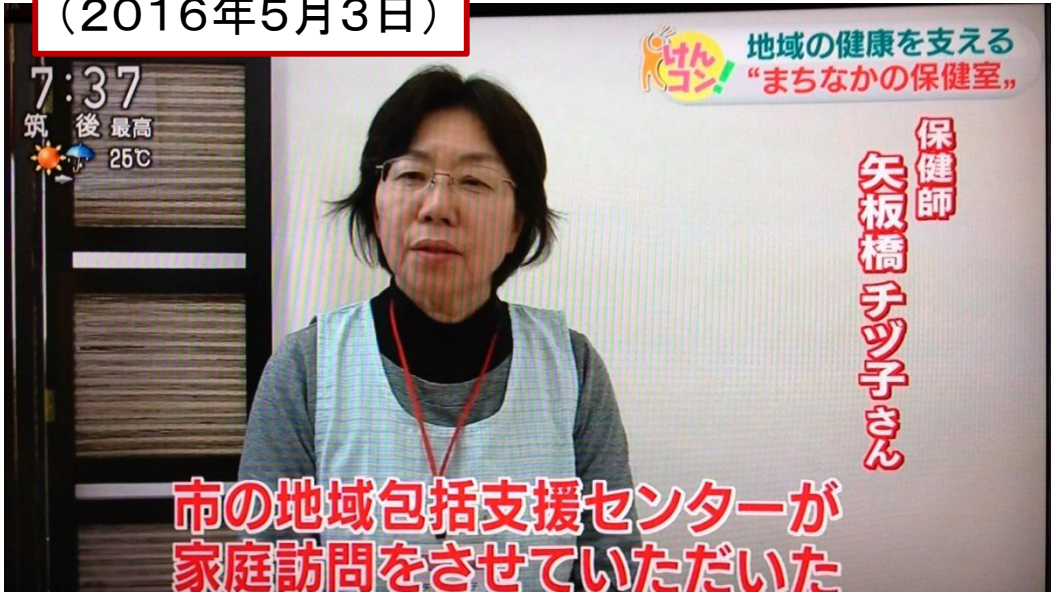 （2016年5月3日）
7:37
筑 後 最高
25℃
けん
コン！
地域の健康を支える
“まちなかの保健室„
保健師
矢板橋 チヅ子さん
市の地域包括支援センターが
家庭訪問をさせていただいた